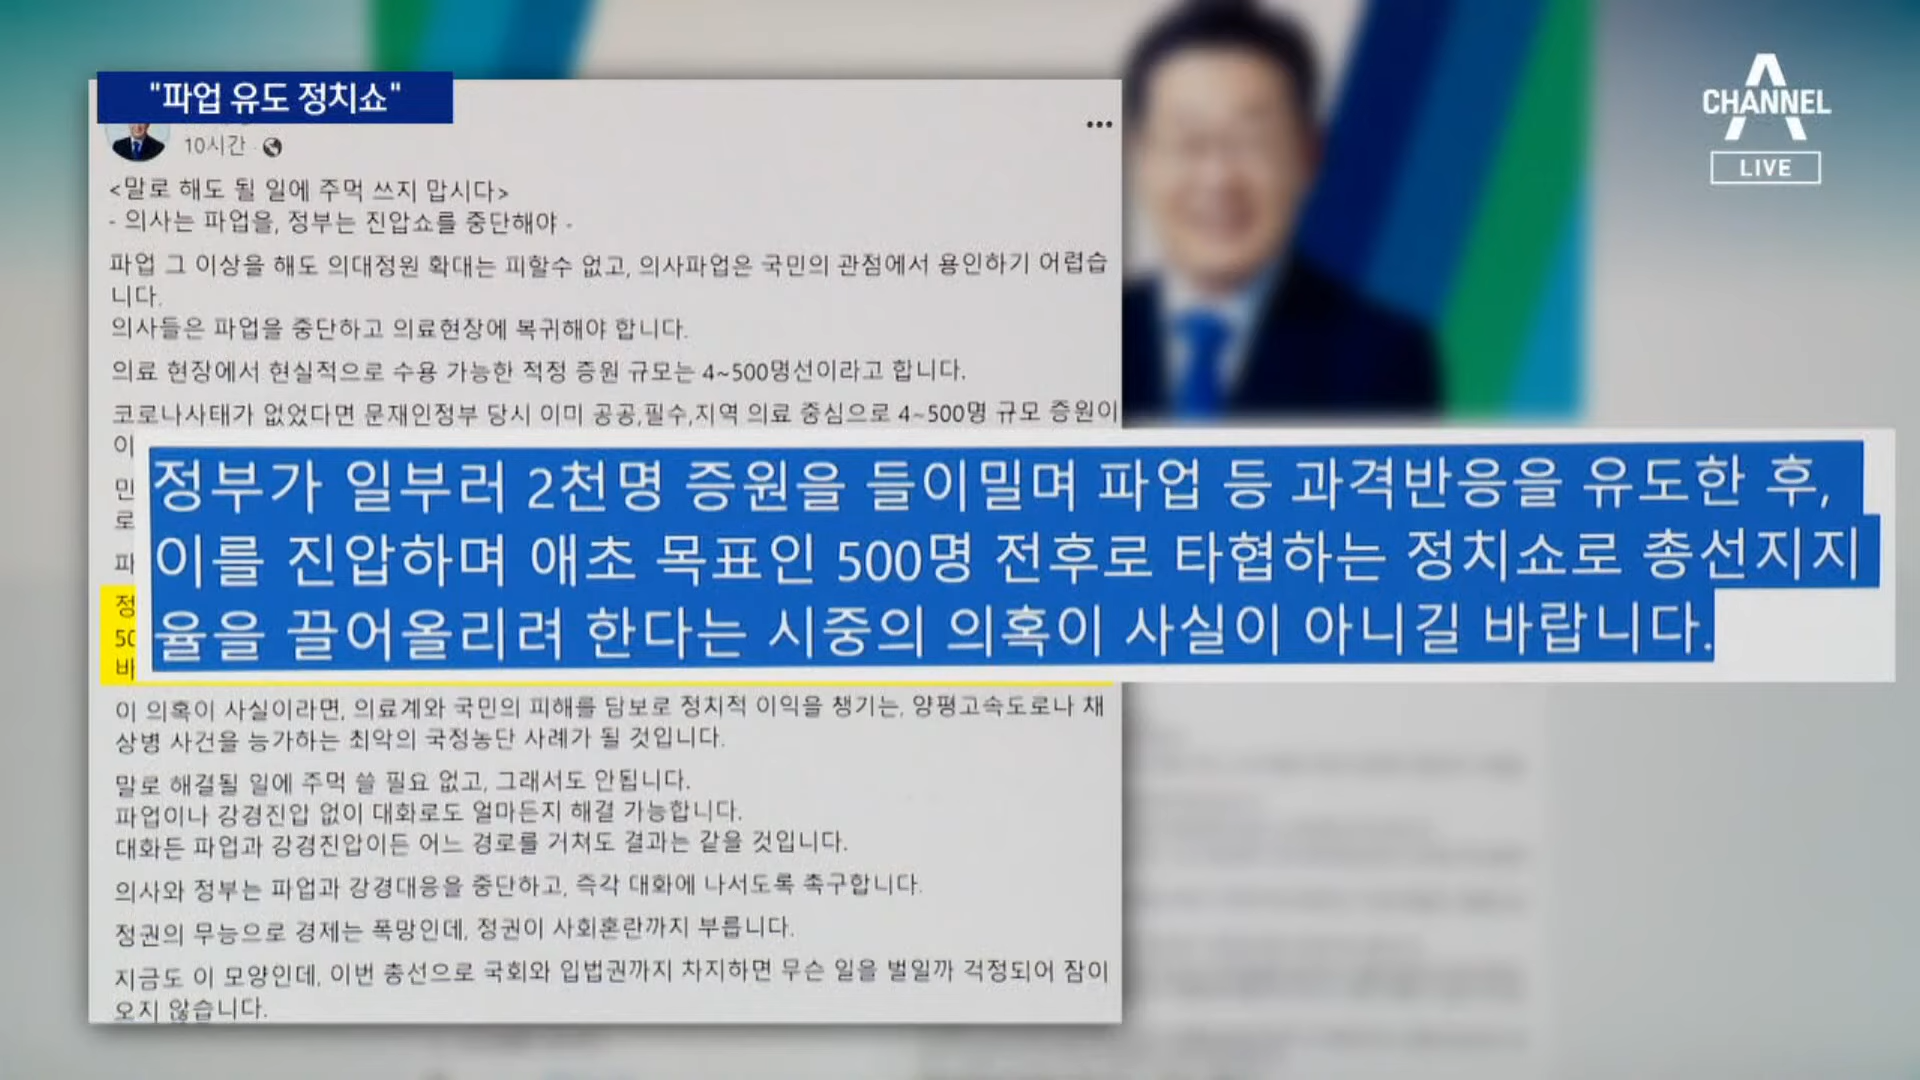 "파업 유도 정치쇼"
CHANNEL A
LIVE
10시간
<말로 해도 될 일에 주먹 쓰지 맙시다>
- 의사는 파업을, 정부는 진압쇼를 중단해야 -
파업 그 이상을 해도 의대정원 확대는 피할수 없고, 의사파업은 국민의 관점에서 용인하기 어렵습
니다.
의사들은 파업을 중단하고 의료현장에 복귀해야 합니다.
의료 현장에서 현실적으로 수용 가능한 적정 증원 규모는 4~500명선이라고 합니다.
코로나사태가 없었다면 문재인정부 당시 이미 공공,필수,지역 의료 중심으로 4~500명 규모 증원이
이
민
로
파
정
50
바
정부가 일부러 2천명 증원을 들이밀며 파업 등 과격반응을 유도한 후,
이를 진압하며 애초 목표인 500명 전후로 타협하는 정치쇼로 총선지지
율을 끌어올리려 한다는 시중의 의혹이 사실이 아니길 바랍니다.
이 의혹이 사실이라면, 의료계와 국민의 피해를 담보로 정치적 이익을 챙기는, 양평고속도로나 채
상병 사건을 능가하는 최악의 국정농단 사례가 될 것입니다.
말로 해결될 일에 주먹 쓸 필요 없고, 그래서도 안됩니다.
파업이나 강경진압 없이 대화로도 얼마든지 해결 가능합니다.
대화든 파업과 강경진압이든 어느 경로를 거쳐도 결과는 같을 것입니다.
의사와 정부는 파업과 강경대응을 중단하고, 즉각 대화에 나서도록 촉구합니다.
정권의 무능으로 경제는 폭망인데, 정권이 사회혼란까지 부릅니다.
지금도 이 모양인데, 이번 총선으로 국회와 입법권까지 차지하면 무슨 일을 벌일까 걱정되어 잠이
오지 않습니다.